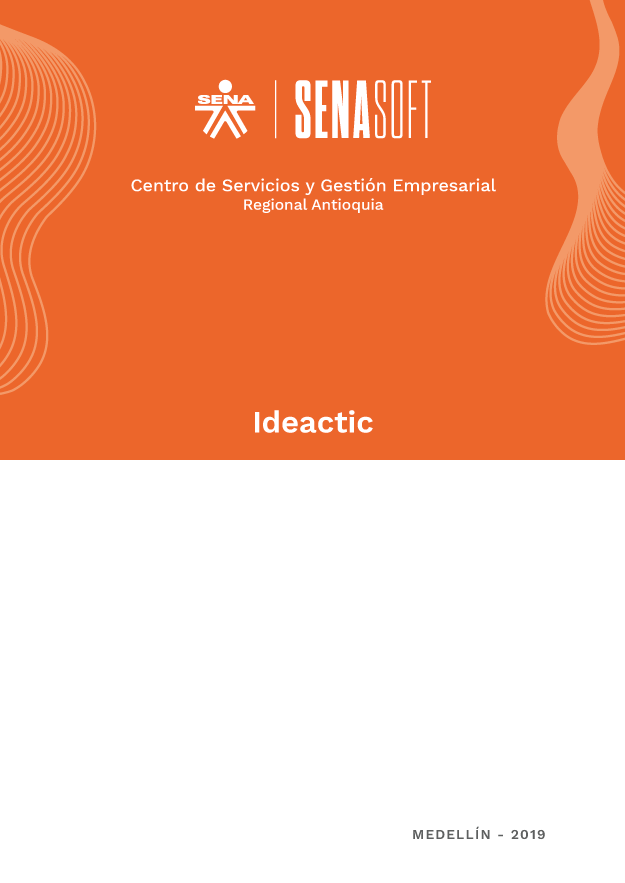 SENA
SENASOFT
Centro de Servicios y Gestión Empresarial
Regional Antioquia
Ideactic
MEDELLÍN - 2019